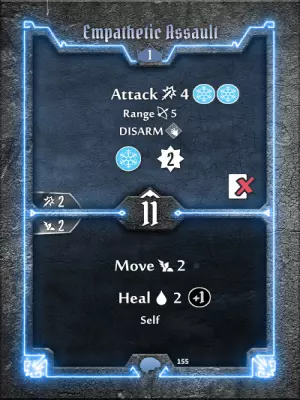 Empathetic Assault
1
Attack 4
Range 5
DISARM
2
2
11
2
Move 2
Heal 2 +1
Self
155